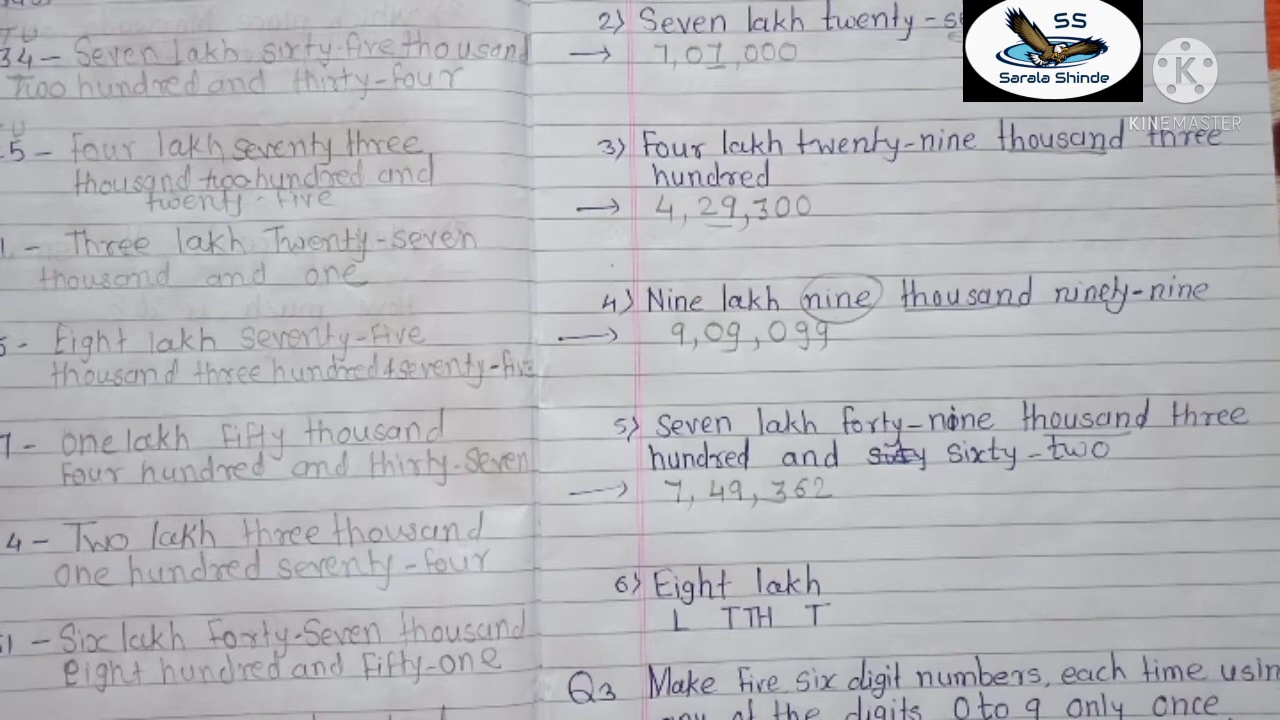 34 - Seven lakh sixty-five thousand
Two hundred and thirty-four
5 - Four lakh seventy three
thousand two hundred and
twenty-five
1 - Three lakh Twenty-seven
thousand and one
5 - Eight lakh seventy-Five
thousand three hundred & seventy-five
7 - one lakh Fifty thousand
Four hundred and thirty-seven
4 - Two lakh three thousand
one hundred seventy-four
51 - Six lakh Forty-Seven thousand
eight hundred and Fifty-one
2) Seven lakh twenty-
→ 7,07,000
3) Four lakh twenty-nine thousand three
hundred
→ 4,29,300
4) Nine lakh nine thousand ninety-nine
→ 9,09,099
5) Seven lakh forty-nine thousand three
hundred and sixty-two
→ 7,49,362
6) Eight lakh
L TTH T
Q3 Make five six digit numbers, each time usin
any of the digits 0 to 9 only once
SS
Sarala Shinde
K
KINEMASTER